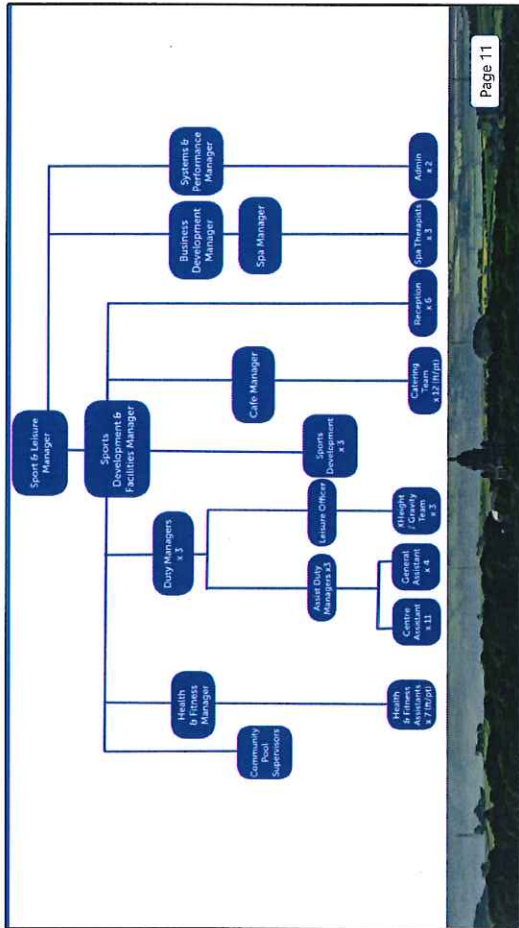 Sport & Leisure
Manager
Sports
Development &
Facilities Manager
Systems &
Performance
Manager
Business
Development
Manager
Spa Manager
Duty Managers
x 3
Health
& Fitness
Manager
Community
Pool
Supervisors
Cafe Manager
Leisure Officer
Assist Duty
Managers x3
Sports
Development
x 3
Health & Fitness
Assistants
x 7 (ft/pt)
Centre
Assistant
x 11
General
Assistant
x 4
XHeight
/ Gravity
Team
x 3
Catering
Team
x 12 (ft/pt)
Reception
x 6
Spa Therapists
x 3
Admin
x 2
Page 11